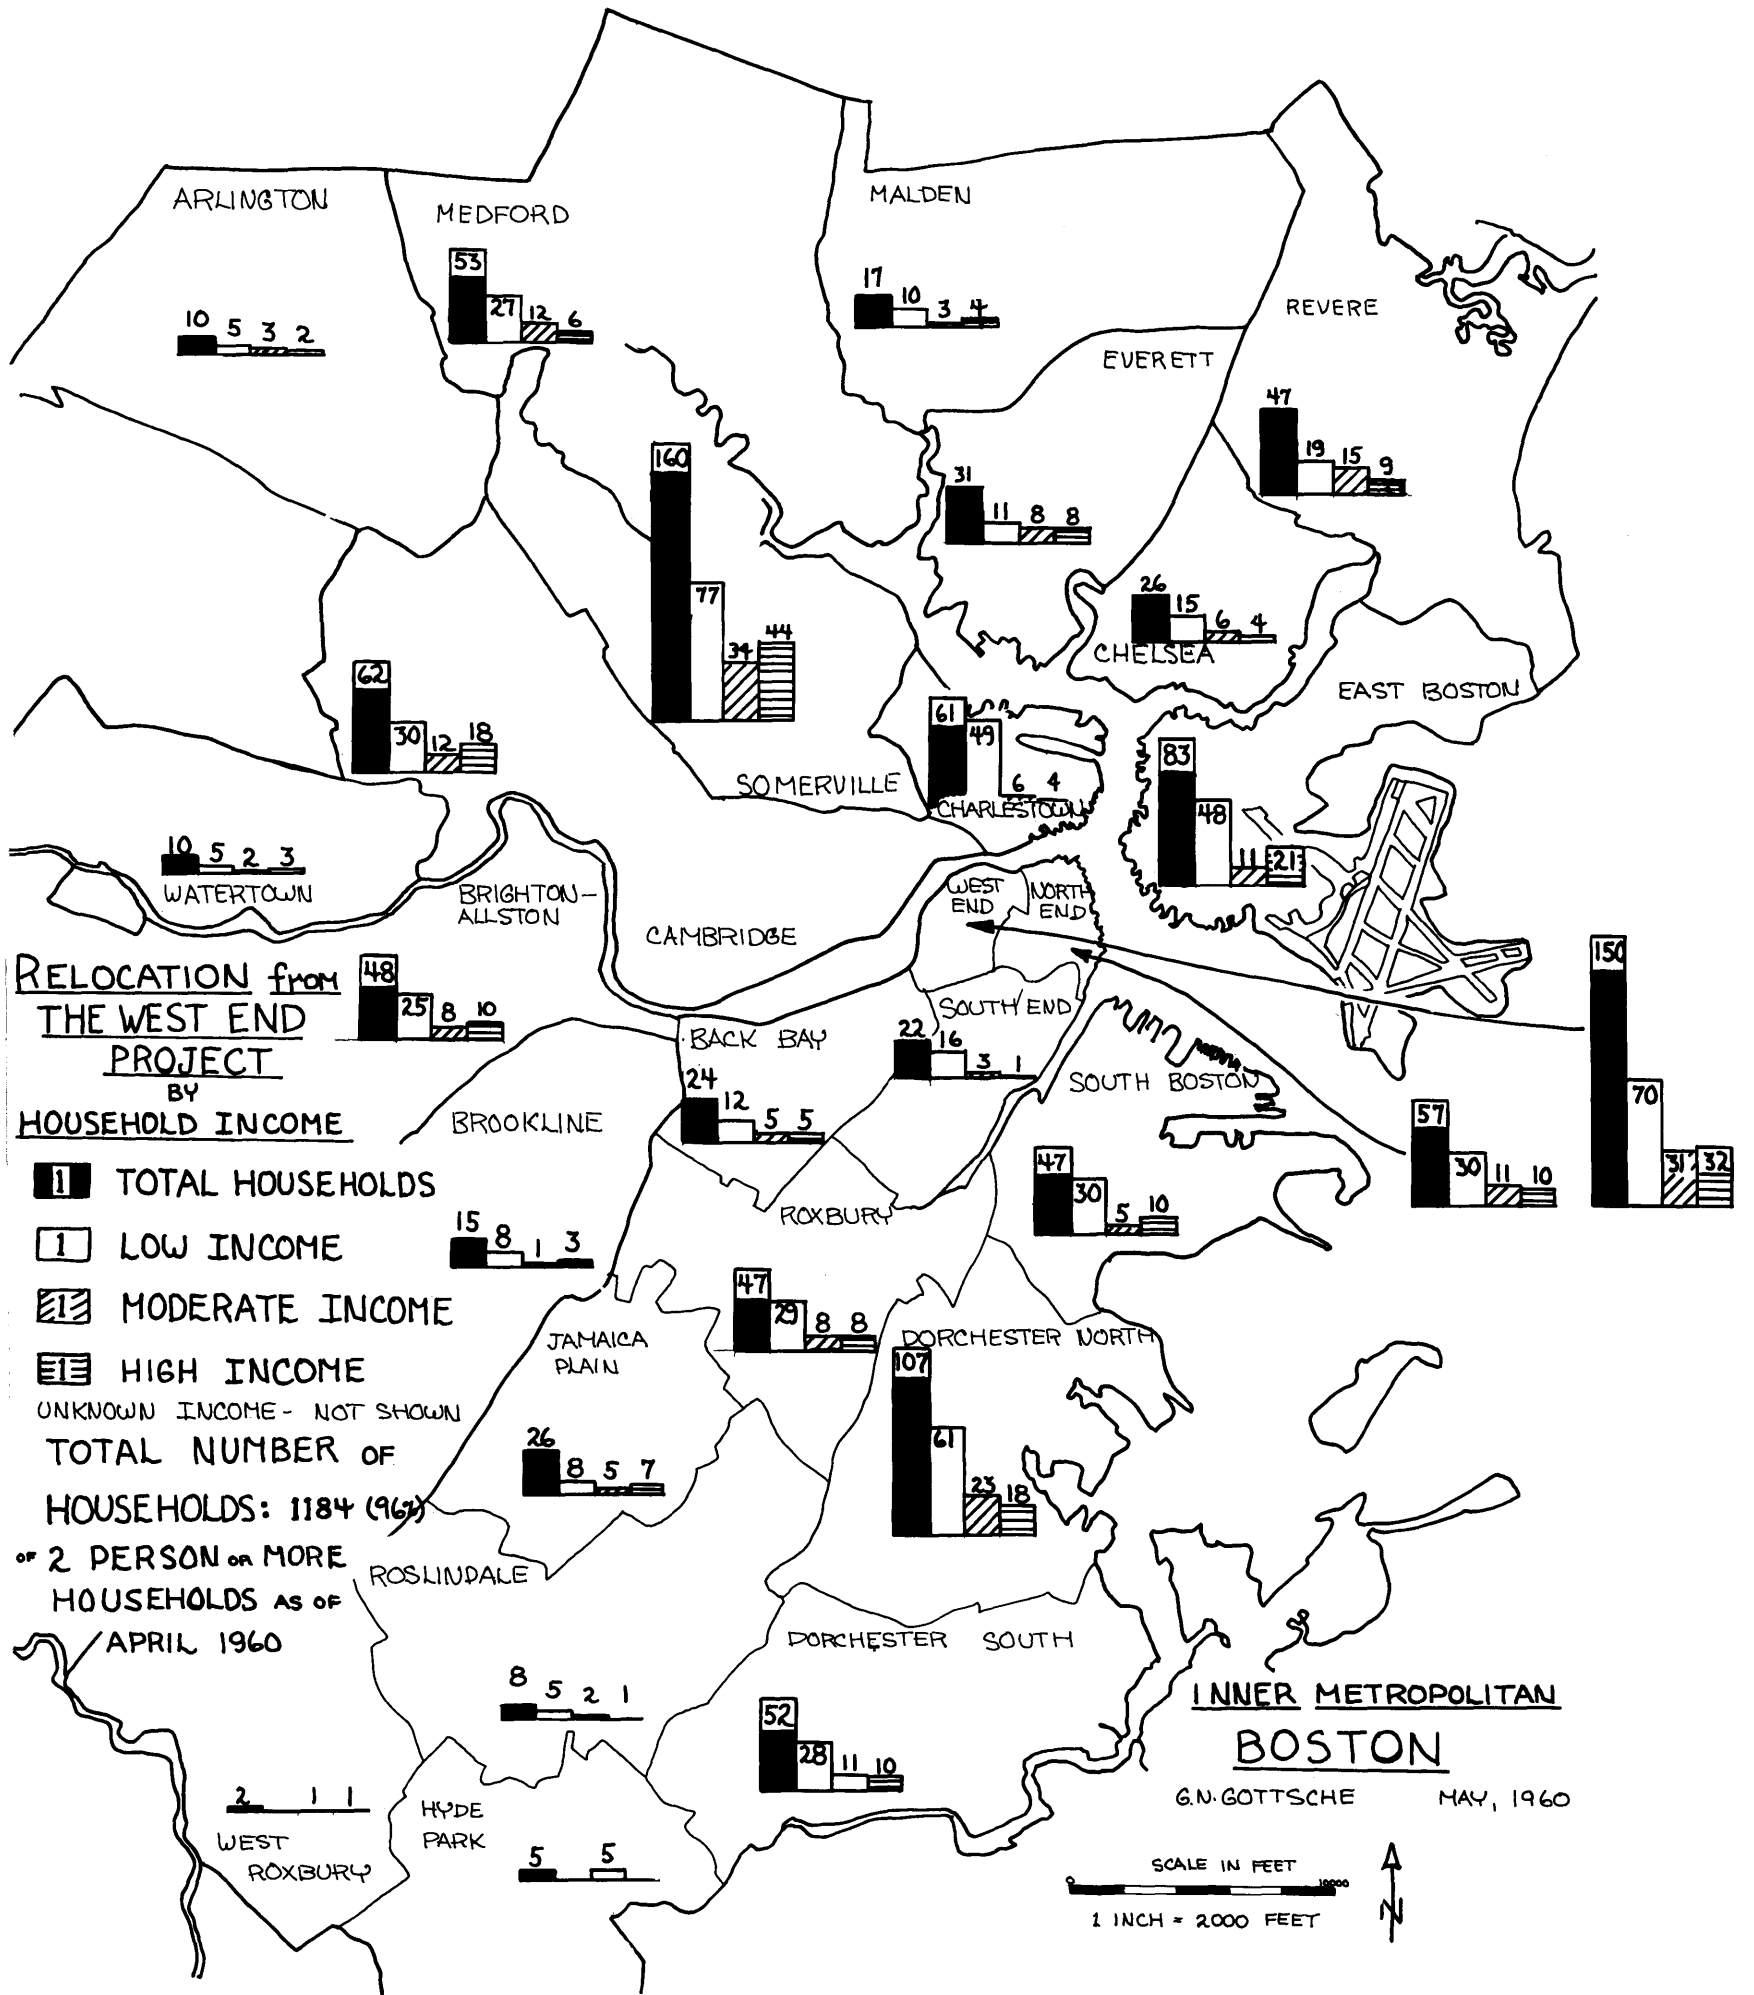 ARLINGTON
10 5 3 2
MEDFORD
53 27 12 6
MALDEN
17 10 3 4
REVERE
47 19 15 9
EVERETT
31 11 8 8
160 77 34 44
SOMERVILLE
26 15 6 4
CHELSEA
EAST BOSTON
83 48 11 21
61 49 6 4
CHARLESTOWN
62 30 12 18
CAMBRIDGE
10 5 2 3
WATERTOWN
BRIGHTON-
ALLSTON
48 25 8 10
WEST
END
NORTH
END
150 70 31 32
57 30 11 10
SOUTH END
22 16 3 1
BACK BAY
24 12 5 5
SOUTH BOSTON
47 30 5 10
BROOKLINE
15 8 1 3
ROXBURY
47 29 8 8
JAMAICA
PLAIN
26 8 5 7
DORCHESTER NORTH
107 61 23 18
ROSLINDALE
8 5 2 1
DORCHESTER SOUTH
52 28 11 10
2 1 1
WEST
ROXBURY
HYDE
PARK
5 5
RELOCATION from
THE WEST END
PROJECT
BY
HOUSEHOLD INCOME
1 TOTAL HOUSEHOLDS
1 LOW INCOME
1 MODERATE INCOME
1 HIGH INCOME
UNKNOWN INCOME - NOT SHOWN
TOTAL NUMBER OF
HOUSEHOLDS: 1184 (96%)
OF 2 PERSON OR MORE
HOUSEHOLDS AS OF
APRIL 1960
INNER METROPOLITAN
BOSTON
G.N. GOTTSCHE MAY, 1960
SCALE IN FEET
0 10000
1 INCH = 2000 FEET
N